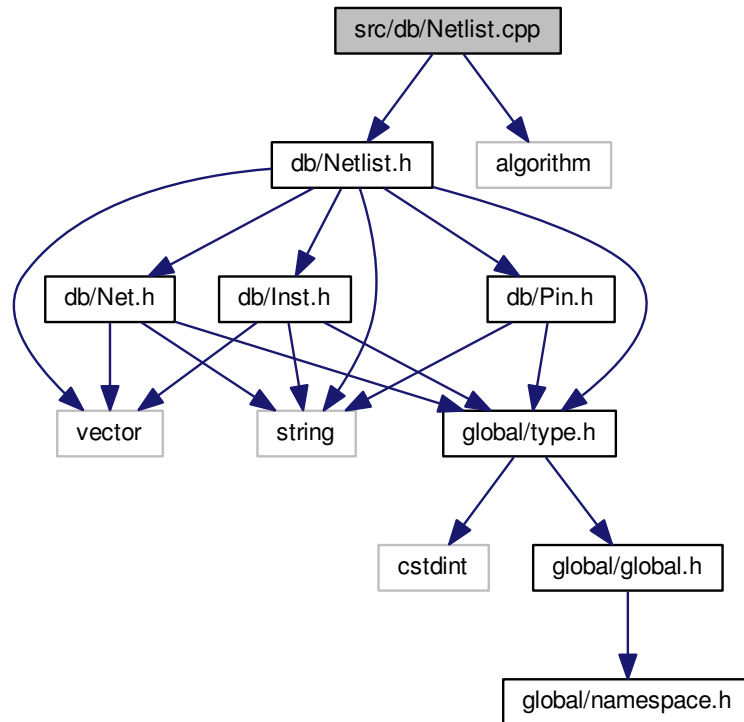 src/db/Netlist.cpp
db/Netlist.h
algorithm
db/Net.h
db/Inst.h
db/Pin.h
vector
string
global/type.h
cstdint
global/global.h
global/namespace.h